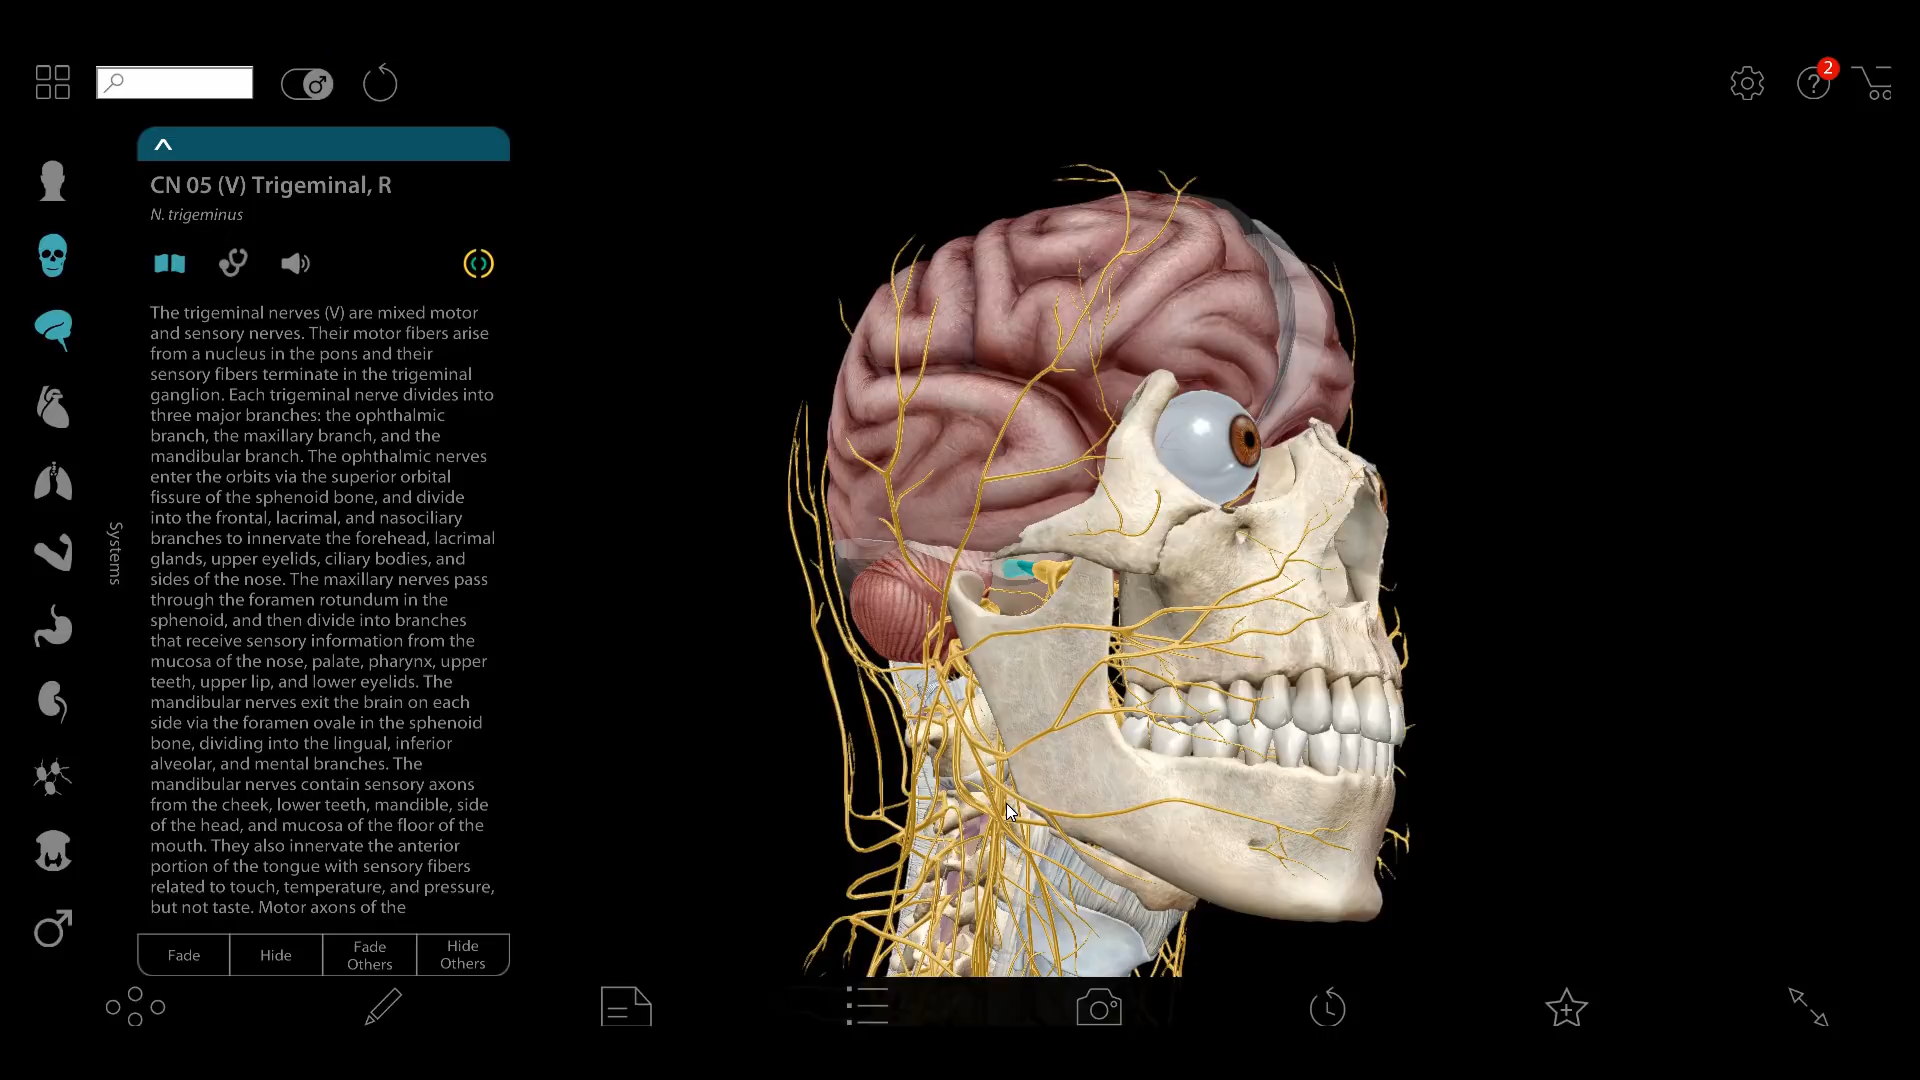 2
CN 05 (V) Trigeminal, R
N. trigeminus
The trigeminal nerves (V) are mixed motor
and sensory nerves. Their motor fibers arise
from a nucleus in the pons and their
sensory fibers terminate in the trigeminal
ganglion. Each trigeminal nerve divides into
three major branches: the ophthalmic
branch, the maxillary branch, and the
mandibular branch. The ophthalmic nerves
enter the orbits via the superior orbital
fissure of the sphenoid bone, and divide
into the frontal, lacrimal, and nasociliary
branches to innervate the forehead, lacrimal
glands, upper eyelids, ciliary bodies, and
sides of the nose. The maxillary nerves pass
through the foramen rotundum in the
sphenoid, and then divide into branches
that receive sensory information from the
mucosa of the nose, palate, pharynx, upper
teeth, upper lip, and lower eyelids. The
mandibular nerves exit the brain on each
side via the foramen ovale in the sphenoid
bone, dividing into the lingual, inferior
alveolar, and mental branches. The
mandibular nerves contain sensory axons
from the cheek, lower teeth, mandible, side
of the head, and mucosa of the floor of the
mouth. They also innervate the anterior
portion of the tongue with sensory fibers
related to touch, temperature, and pressure,
but not taste. Motor axons of the
Systems
Fade
Hide
Fade
Others
Hide
Others